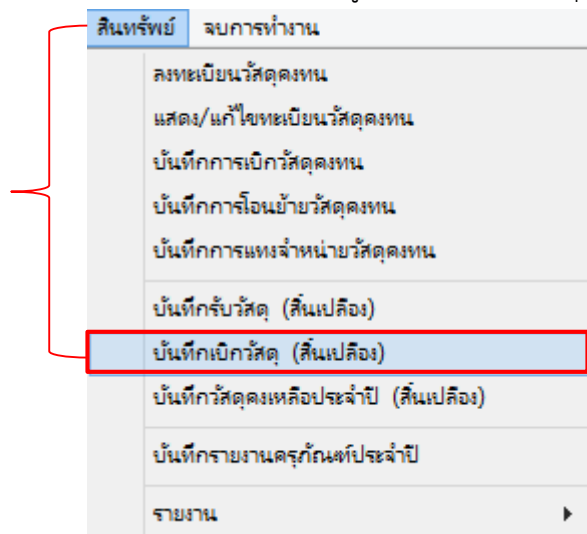 สินทรัพย์ จบการทำงาน
ลงทะเบียนวัสดุคงทน
แสดง/แก้ไขทะเบียนวัสดุคงทน
บันทึกการเบิกวัสดุคงทน
บันทึกการโอนย้ายวัสดุคงทน
บันทึกการแทงจำหน่ายวัสดุคงทน
บันทึกรับวัสดุ (สิ้นเปลือง)
บันทึกเบิกวัสดุ (สิ้นเปลือง)
บันทึกวัสดุคงเหลือประจำปี (สิ้นเปลือง)
บันทึกรายงานครุภัณฑ์ประจำปี
รายงาน